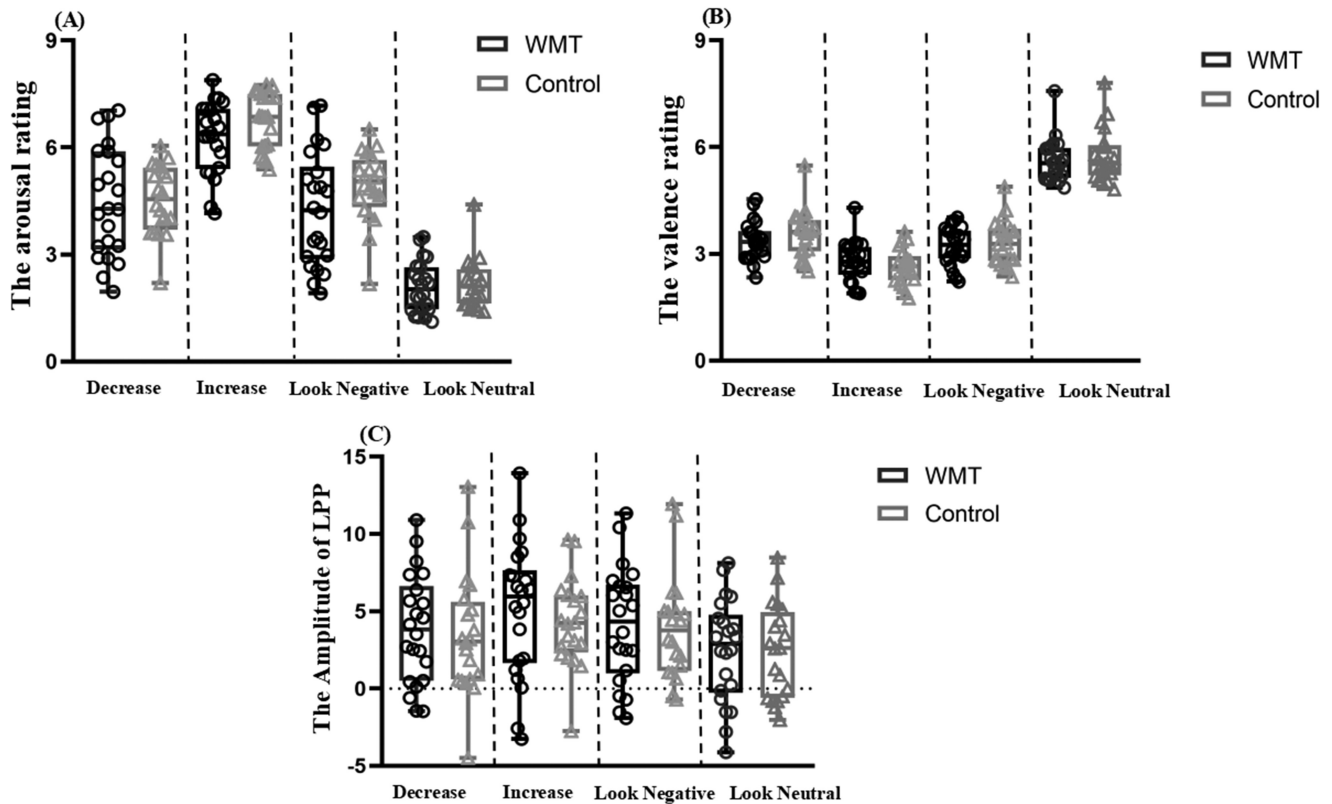 (A)
The arousal rating
9
6
3
0
WMT
Control
Decrease
Increase
Look Negative
Look Neutral
(B)
The valence rating
9
6
3
0
WMT
Control
Decrease
Increase
Look Negative
Look Neutral
(C)
The Amplitude of LPP
15
10
5
0
-5
WMT
Control
Decrease
Increase
Look Negative
Look Neutral